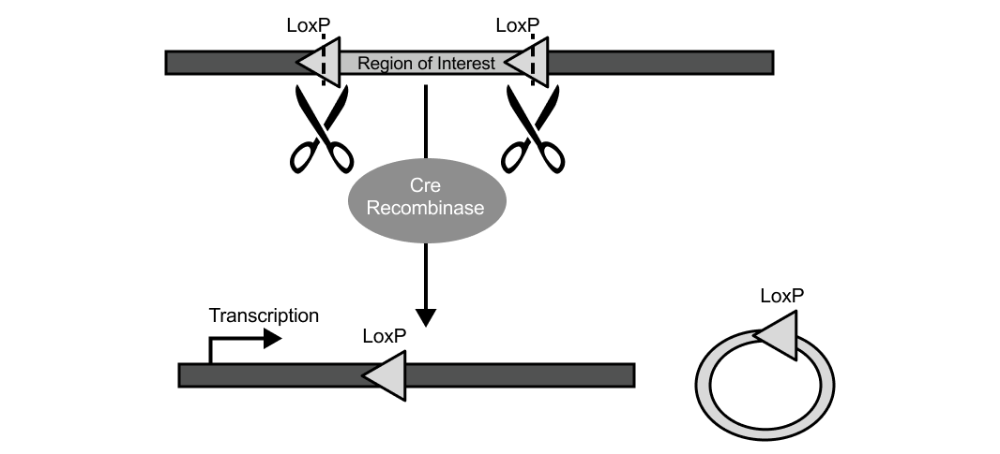 LoxP
LoxP
Region of Interest
Cre
Recombinase
Transcription
LoxP
LoxP